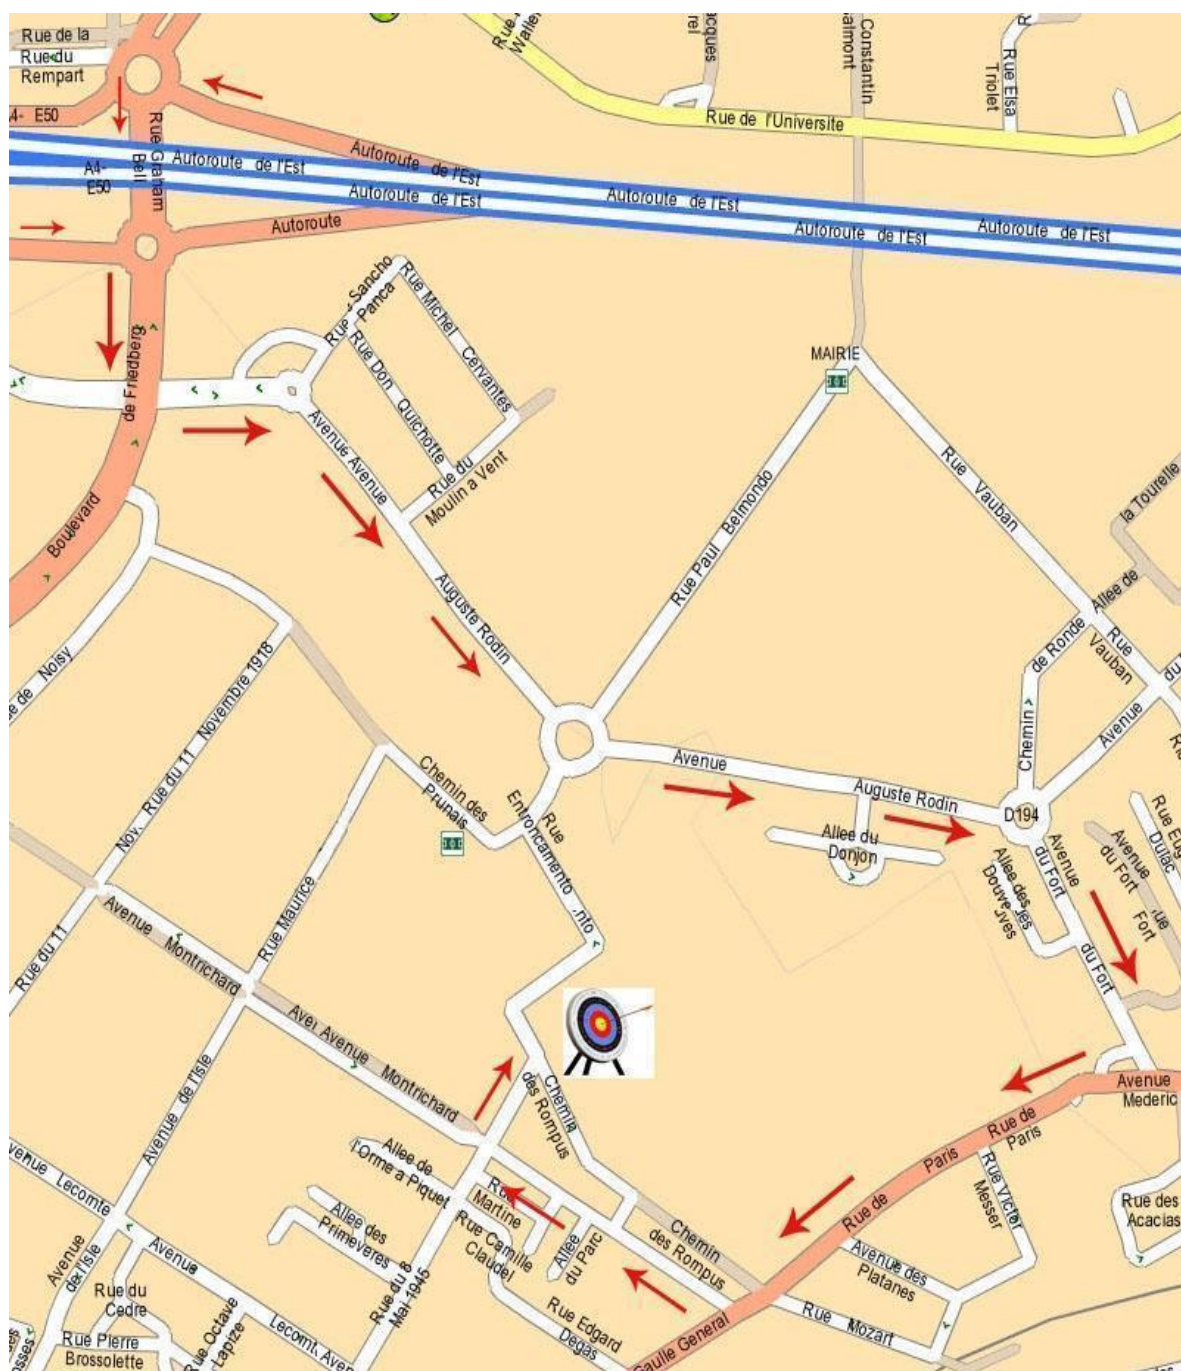 Rue de la
Rue du
Rempart
A4- E50
Rue Graham
Bell
A4-
E50
Autoroute de l'Est
Autoroute de l'Est
Autoroute de l'Est
Autoroute de l'Est
Autoroute de l'Est
Autoroute de l'Est
Autoroute
Rue de l'Universite
Constantin
Rue Elsa
Triolet
MAIRIE
Rue Sancho
Panca
Rue Michel Cervantes
Rue Don Quichotte
Rue du
Moulin a Vent
de Friedberg
Boulevard
Avenue Avenue
Auguste Rodin
Rue Paul Belmondo
Rue Vauban
la Tourelle
Allee de
de Ronde
Chemin
Rue
Vauban
Avenue
du
de Noisy
Nov. Rue du 11 Novembre 1918
Chemin des
Prunais
Rue
Entroncamento
Avenue
Auguste Rodin
D194
Allee du
Donjon
Allee des
Douves
Avenue
du Fort
du Fort
Avenue
du Fort
Fort
Rue Eug
Dulac
Rue Maurice
Rue du 11
Avenue Montrichard
Avenue Montrichard
Avenue de l'Isle
Chemin
des Rompus
Avenue
Mederic
Rue de
Paris
Paris
Rue de
Rue Victor
Messer
Rue des
Acacias
Avenue Lecomte
Allee de
l'Orme a Piquet
Martine
Allee des
Primeveres
Rue Camille
Claudel
Allee
du Parc
Chemin
des Rompus
Avenue des
Platanes
Avenue
de l'Isle
Avenue
Rue du
Cedre
Rue du 8
Mai 1945
Rue Edgard
Degas
Rue Mozart
Rue Pierre
Brossolette
Rue Octave
Lapize
Gaulle General